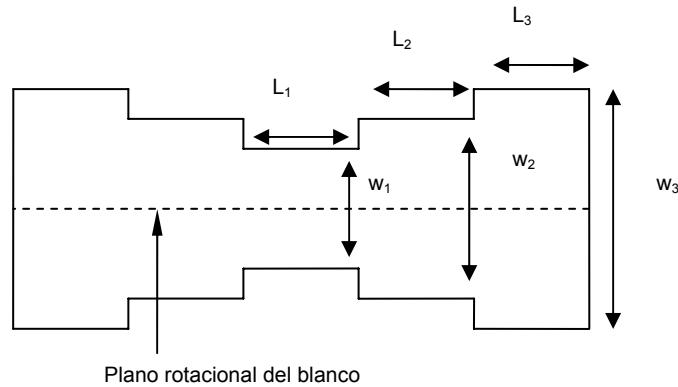 L₃
L₂
L₁
w₁
w₂
w₃
Plano rotacional del blanco